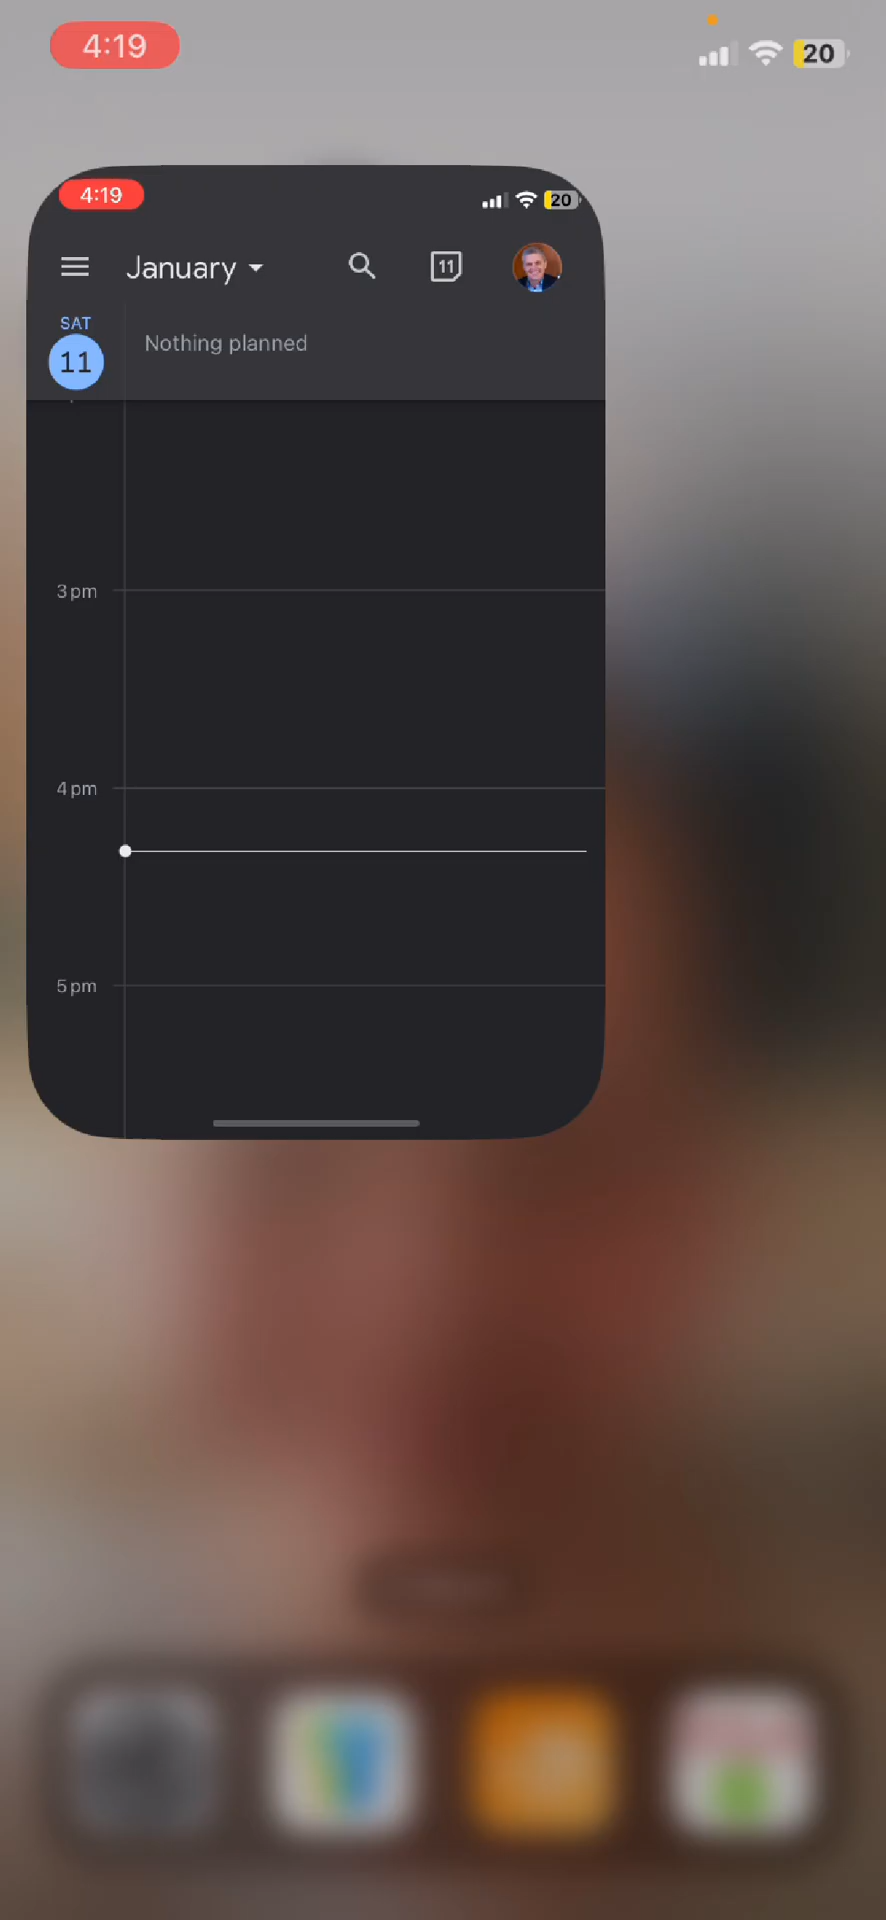 4:19
20
4:19
20
January
11
SAT
11
Nothing planned
3 pm
4 pm
5 pm